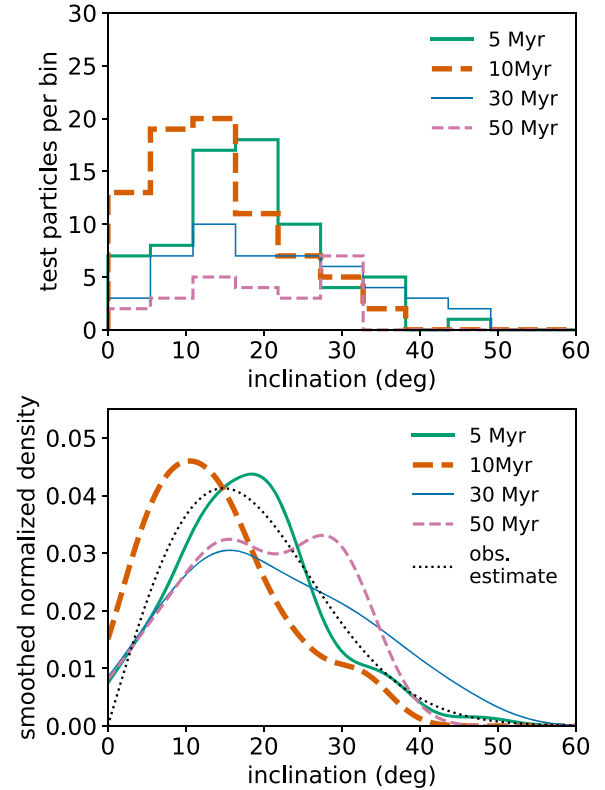 30
25
20
15
10
5
0
test particles per bin
5 Myr
10Myr
30 Myr
50 Myr
0 10 20 30 40 50 60
inclination (deg)
0.05
0.04
0.03
0.02
0.01
0.00
smoothed normalized density
5 Myr
10Myr
30 Myr
50 Myr
obs.
estimate
0 10 20 30 40 50 60
inclination (deg)